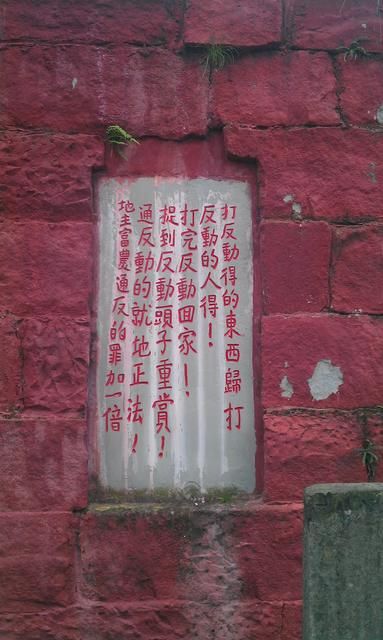 打反動得的東西歸打
反動的人得！
打完反動回家！、
捉到反動頭子重賞！
通反動的就地正法！
地主富農通反的罪加一倍